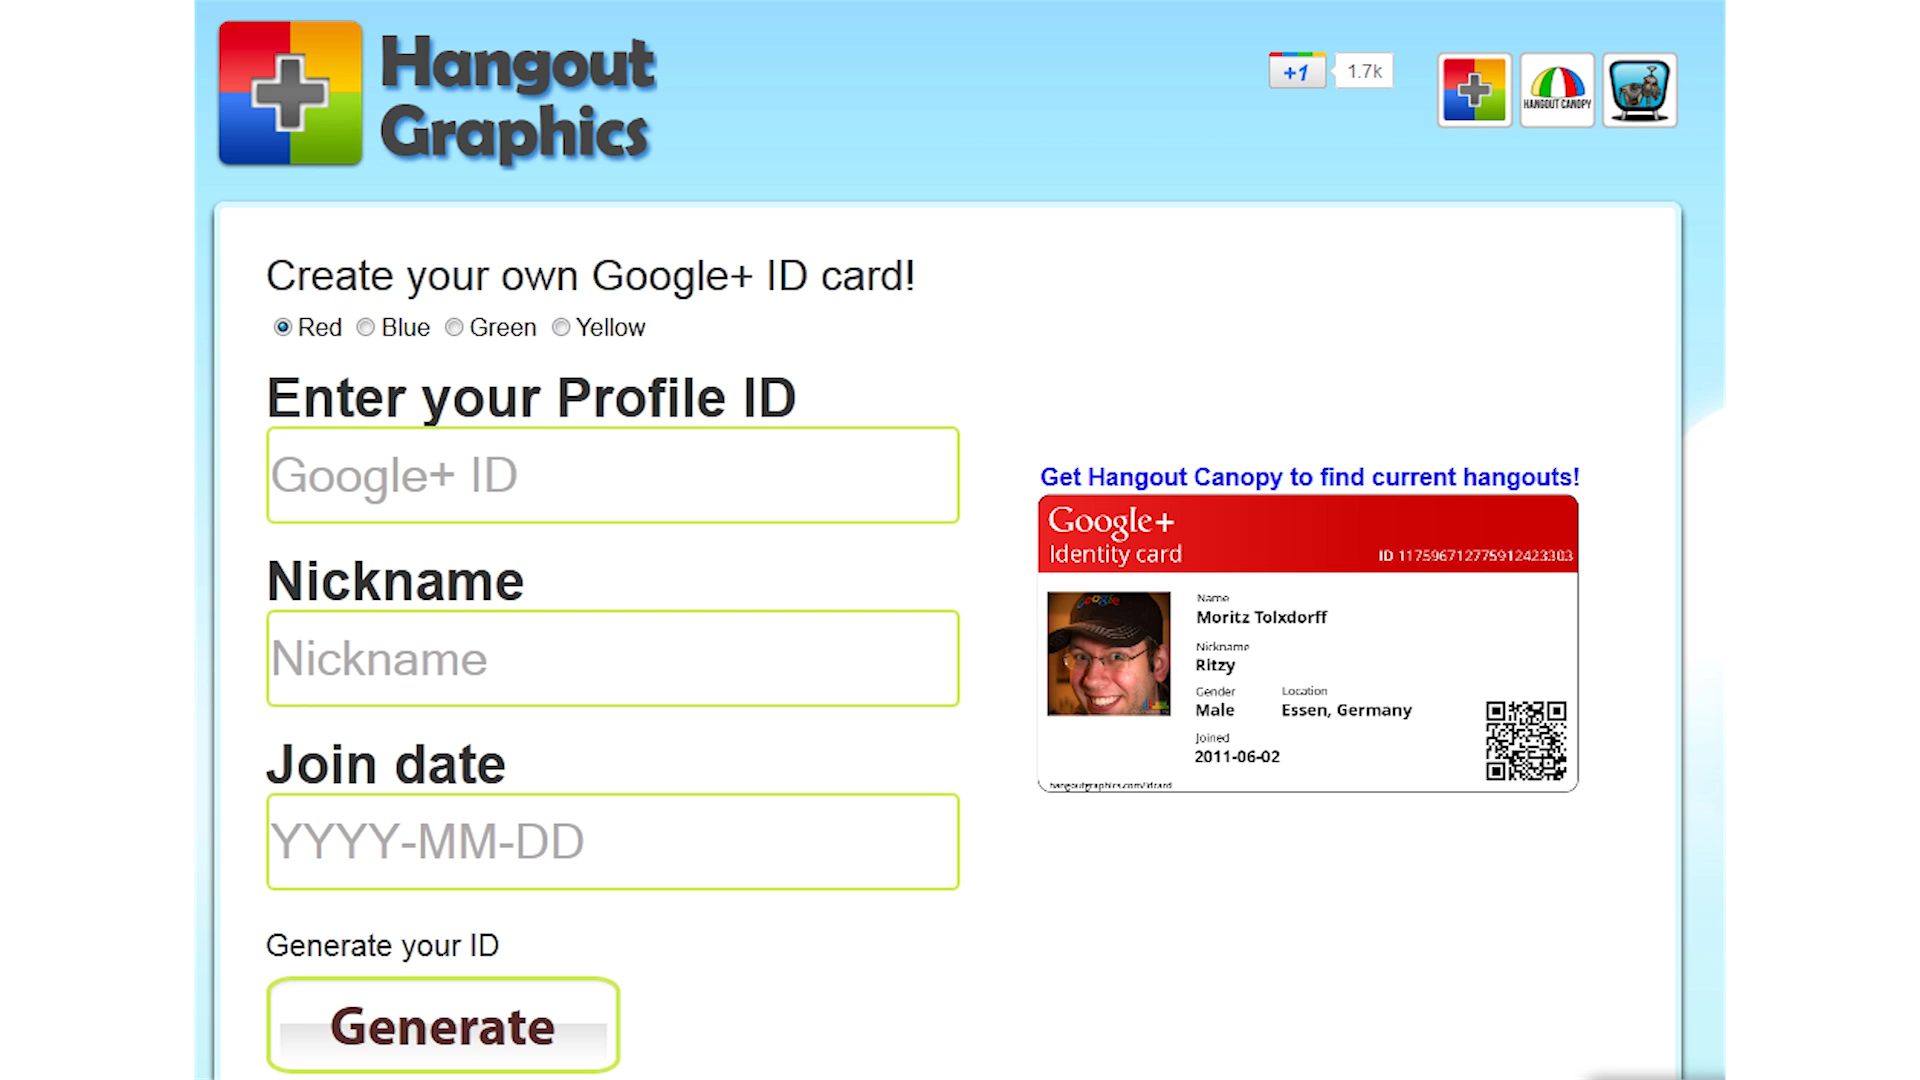 Hangout
Graphics
+1
1.7k
HANGOUT CANOPY
Create your own Google+ ID card!
Red Blue Green Yellow
Enter your Profile ID
Google+ ID
Nickname
Nickname
Join date
YYYY-MM-DD
Generate your ID
Generate
Get Hangout Canopy to find current hangouts!
Google+
Identity card
ID 117596712775912423303
Name
Moritz Tolxdorff
Nickname
Ritzy
Gender Location
Male Essen, Germany
Joined
2011-06-02
hangoutgraphics.com/idcard